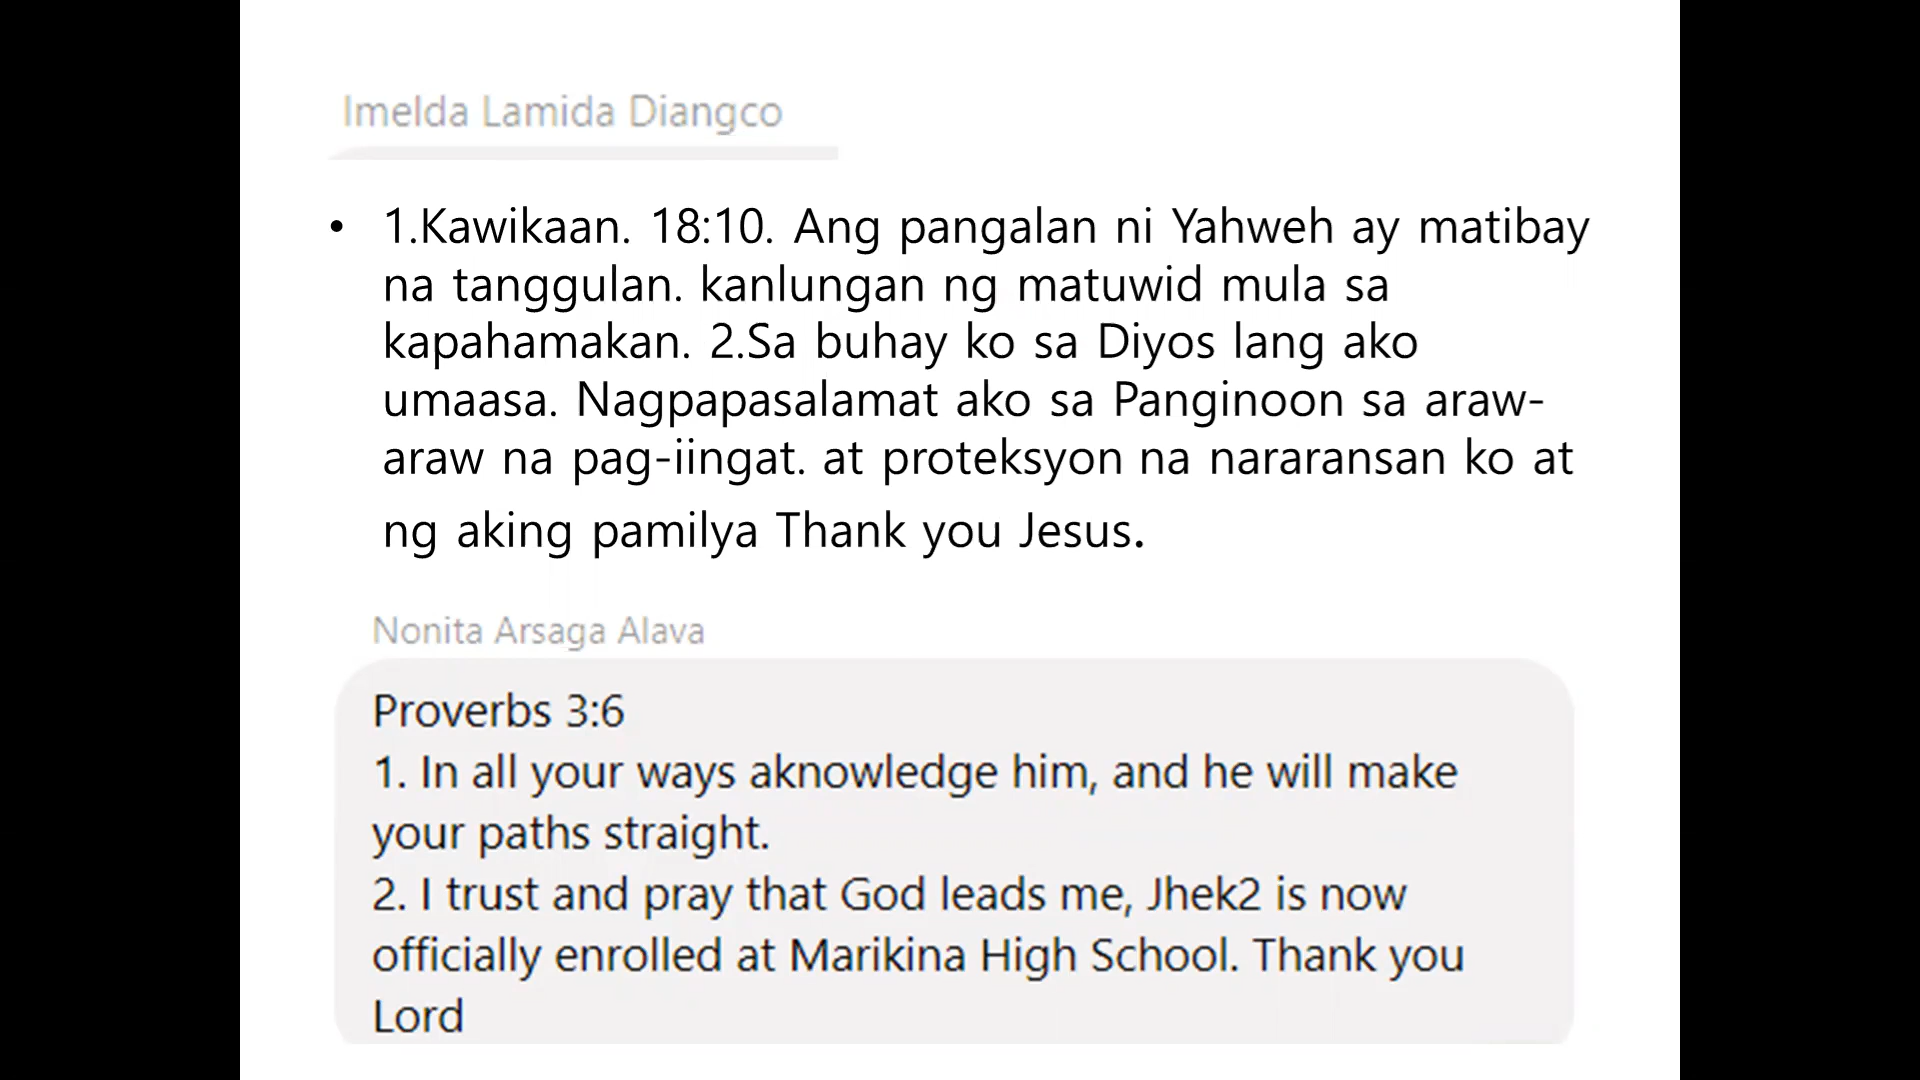 Imelda Lamida Diangco
• 1.Kawikaan. 18:10. Ang pangalan ni Yahweh ay matibay
na tanggulan. kanlungan ng matuwid mula sa
kapahamakan. 2.Sa buhay ko sa Diyos lang ako
umaasa. Nagpapasalamat ako sa Panginoon sa araw-
araw na pag-iingat. at proteksyon na nararansan ko at
ng aking pamilya Thank you Jesus.
Nonita Arsaga Alava
Proverbs 3:6
1. In all your ways aknowledge him, and he will make
your paths straight.
2. I trust and pray that God leads me, Jhek2 is now
officially enrolled at Marikina High School. Thank you
Lord